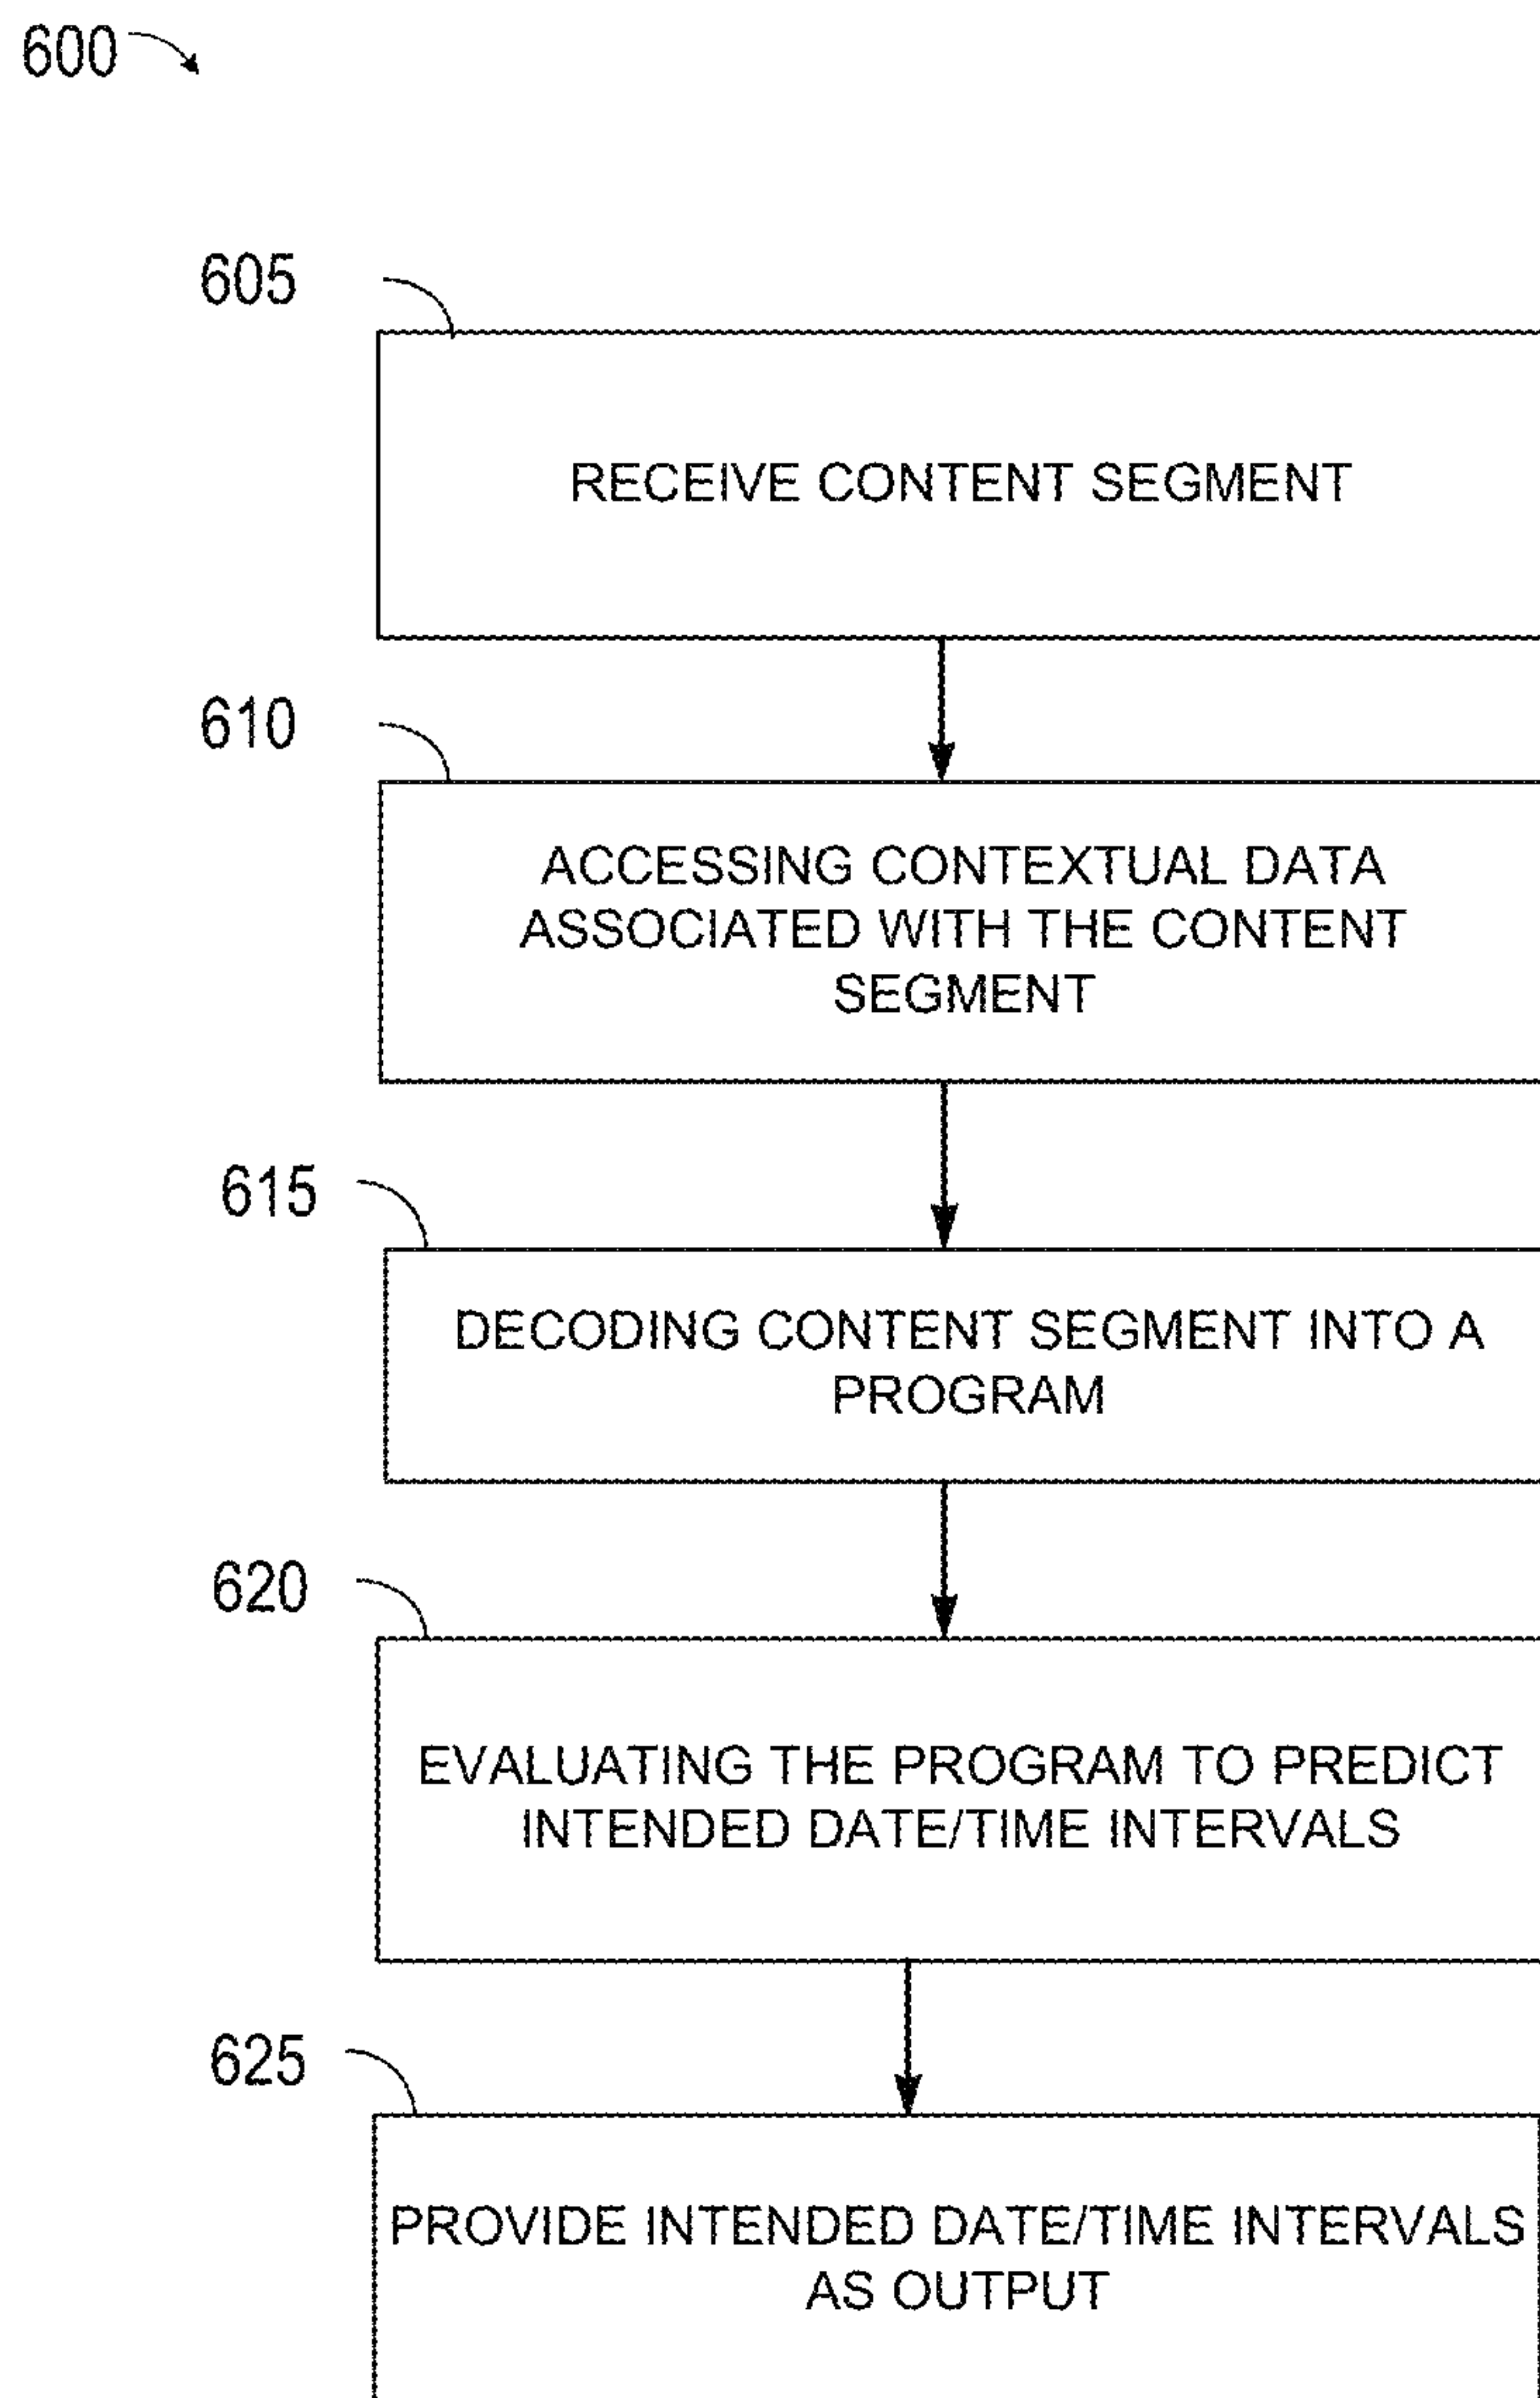 600
605
RECEIVE CONTENT SEGMENT
610
ACCESSING CONTEXTUAL DATA
ASSOCIATED WITH THE CONTENT
SEGMENT
615
DECODING CONTENT SEGMENT INTO A
PROGRAM
620
EVALUATING THE PROGRAM TO PREDICT
INTENDED DATE/TIME INTERVALS
625
PROVIDE INTENDED DATE/TIME INTERVALS
AS OUTPUT